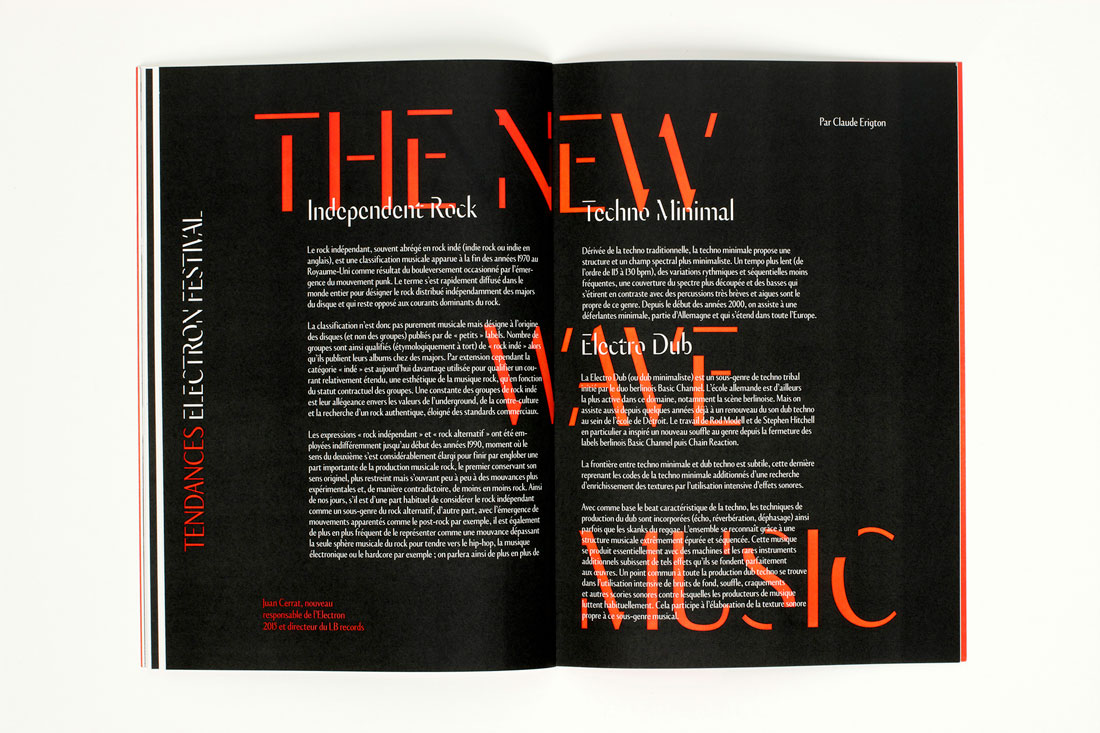 THE NEW
WAVE
MUSIC
TENDANCES ELECTRON FESTIVAL
Par Claude Erigton
Independent Rock
Le rock indépendant, souvent abrégé en rock indé (indie rock ou indie en
anglais), est une classification musicale apparue à la fin des années 1970 au
Royaume-Uni comme résultat du bouleversement occasionné par l'émer-
gence du mouvement punk. Le terme s'est rapidement diffusé dans le
monde entier pour désigner le rock distribué indépendamment des majors
du disque et qui reste opposé aux courants dominants du rock.
La classification n'est donc pas purement musicale mais désigne à l'origine
des disques (et non des groupes) publiés par de « petits » labels. Nombre de
groupes sont ainsi qualifiés (étymologiquement à tort) de « rock indé » alors
qu'ils publient leurs albums chez des majors. Par extension cependant la
catégorie « indé » est aujourd'hui davantage utilisée pour qualifier un cou-
rant relativement étendu, une esthétique de la musique rock, qu'en fonction
du statut contractuel des groupes. Une constante des groupes de rock indé
est leur allégeance envers les valeurs de l'underground, de la contre-culture
et la recherche d'un rock authentique, éloigné des standards commerciaux.
Les expressions « rock indépendant » et « rock alternatif » ont été em-
ployées indifféremment jusqu'au début des années 1990, moment où le
sens du deuxième s'est considérablement élargi pour finir par englober une
part importante de la production musicale rock, le premier conservant son
sens originel, plus restreint mais s'ouvrant peu à peu à des mouvances plus
expérimentales et, de manière contradictoire, de moins en moins rock. Ainsi
de nos jours, s'il est d'une part habituel de considérer le rock indépendant
comme un sous-genre du rock alternatif, d'autre part, avec l'émergence de
mouvements apparentés comme le post-rock par exemple, il est également
de plus en plus fréquent de le représenter comme une mouvance dépassant
la seule sphère musicale du rock pour tendre vers le hip-hop, la musique
électronique ou le hardcore par exemple ; on parlera ainsi de plus en plus de
Juan Cerrat, nouveau
responsable de l'Electron
2013 et directeur du LB records
Techno Minimal
Dérivée de la techno traditionnelle, la techno minimale propose une
structure et un champ spectral plus minimaliste. Un tempo plus lent (de
l'ordre de 115 à 130 bpm), des variations rythmiques et séquentielles moins
fréquentes, une couverture du spectre plus découpée et des basses qui
s'étirent en contraste avec des percussions très brèves et aigues sont le
propre de ce genre. Depuis le début des années 2000, on assiste à une
déferlantes minimale, partie d'Allemagne et qui s'étend dans toute l'Europe.
Electro Dub
La Electro Dub (ou dub minimaliste) est un sous-genre de techno tribal
initié par le duo berlinois Basic Channel. L'école allemande est d'ailleurs
la plus active dans ce domaine, notamment la scène berlinoise. Mais on
assiste aussi depuis quelques années déjà à un renouveau du son dub techno
au sein de l'école de Détroit. Le travail de Rod Modell et de Stephen Hitchell
en particulier a inspiré un nouveau souffle au genre depuis la fermeture des
labels berlinois Basic Channel puis Chain Reaction.
La frontière entre techno minimale et dub techno est subtile, cette dernière
reprenant les codes de la techno minimale additionnés d'une recherche
d'enrichissement des textures par l'utilisation intensive d'effets sonores.
Avec comme base le beat caractéristique de la techno, les techniques de
production du dub sont incorporées (écho, réverbération, déphasage) ainsi
parfois que les skanks du reggae. L'ensemble se reconnaît grâce à une
structure musicale extrêmement épurée et séquencée. Cette musique
se produit essentiellement avec des machines et les rares instruments
additionnels subissent de tels effets qu'ils se fondent parfaitement
aux œuvres. Un point commun à toute la production dub techno se trouve
dans l'utilisation intensive de bruits de fond, souffle, craquements
et autres scories sonores contre lesquelles les producteurs de musique
luttent habituellement. Cela participe à l'élaboration de la texture sonore
propre à ce sous-genre musical.